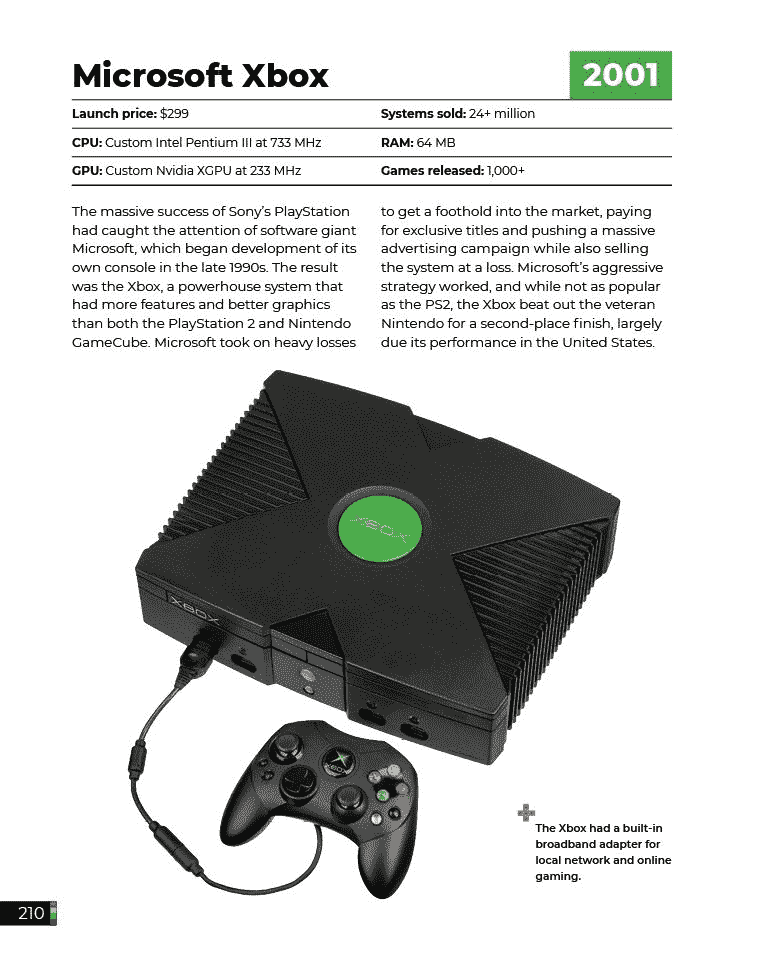 Microsoft Xbox
2001
Launch price: $299
Systems sold: 24+ million
CPU: Custom Intel Pentium III at 733 MHz
RAM: 64 MB
GPU: Custom Nvidia XGPU at 233 MHz
Games released: 1,000+
The massive success of Sony's PlayStation
had caught the attention of software giant
Microsoft, which began development of its
own console in the late 1990s. The result
was the Xbox, a powerhouse system that
had more features and better graphics
than both the PlayStation 2 and Nintendo
GameCube. Microsoft took on heavy losses
to get a foothold into the market, paying
for exclusive titles and pushing a massive
advertising campaign while also selling
the system at a loss. Microsoft's aggressive
strategy worked, and while not as popular
as the PS2, the Xbox beat out the veteran
Nintendo for a second-place finish, largely
due its performance in the United States.
XBOX
XBOX
XBOX
The Xbox had a built-in
broadband adapter for
local network and online
gaming.
210